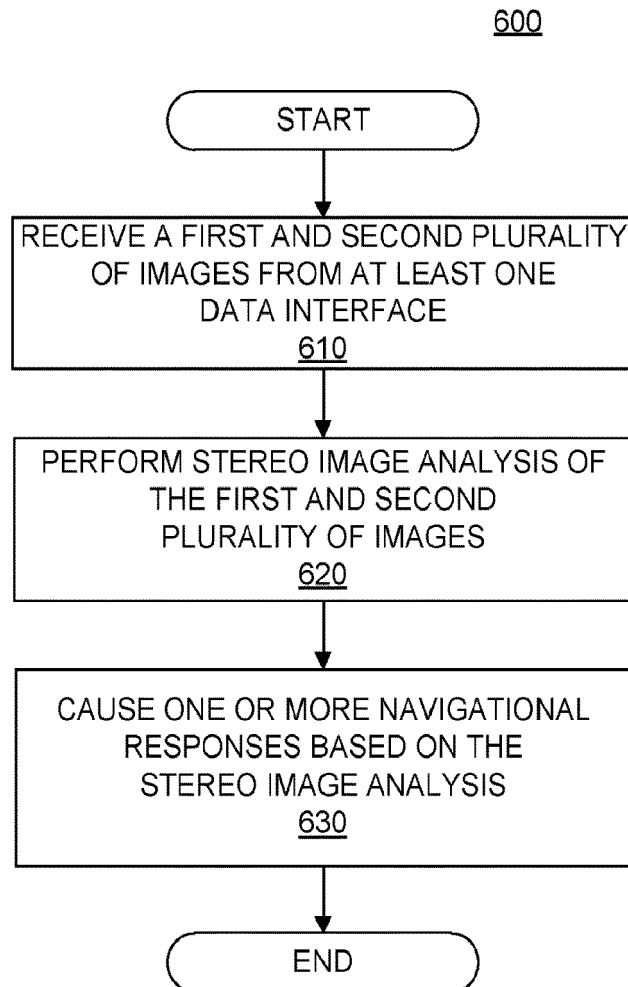 600
START
RECEIVE A FIRST AND SECOND PLURALITY
OF IMAGES FROM AT LEAST ONE
DATA INTERFACE
610
PERFORM STEREO IMAGE ANALYSIS OF
THE FIRST AND SECOND
PLURALITY OF IMAGES
620
CAUSE ONE OR MORE NAVIGATIONAL
RESPONSES BASED ON THE
STEREO IMAGE ANALYSIS
630
END